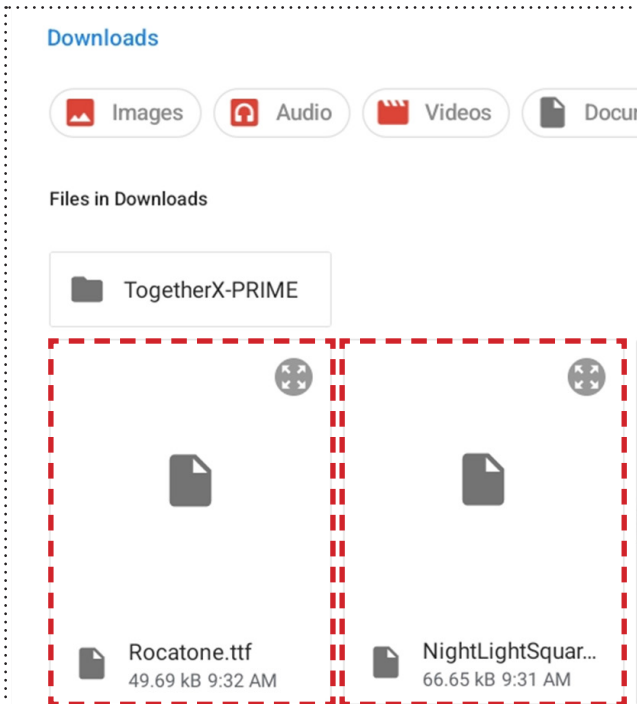 Downloads
Images Audio Videos Docum
Files in Downloads
TogetherX-PRIME
Rocatone.ttf NightLightSquar...
49.69 kB 9:32 AM 66.65 kB 9:31 AM